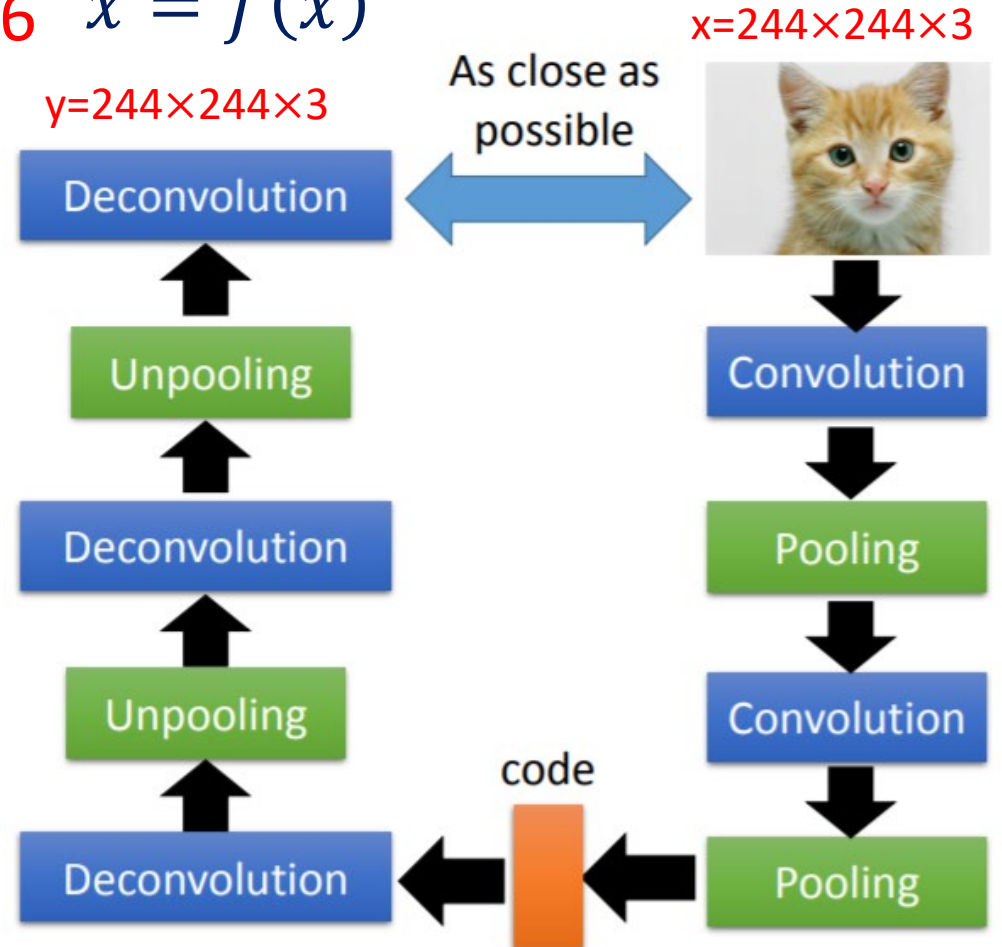 6 x = f(x)
x=244×244×3
y=244×244×3
As close as
possible
Deconvolution
Unpooling
Convolution
Deconvolution
Pooling
Unpooling
Convolution
code
Deconvolution
Pooling